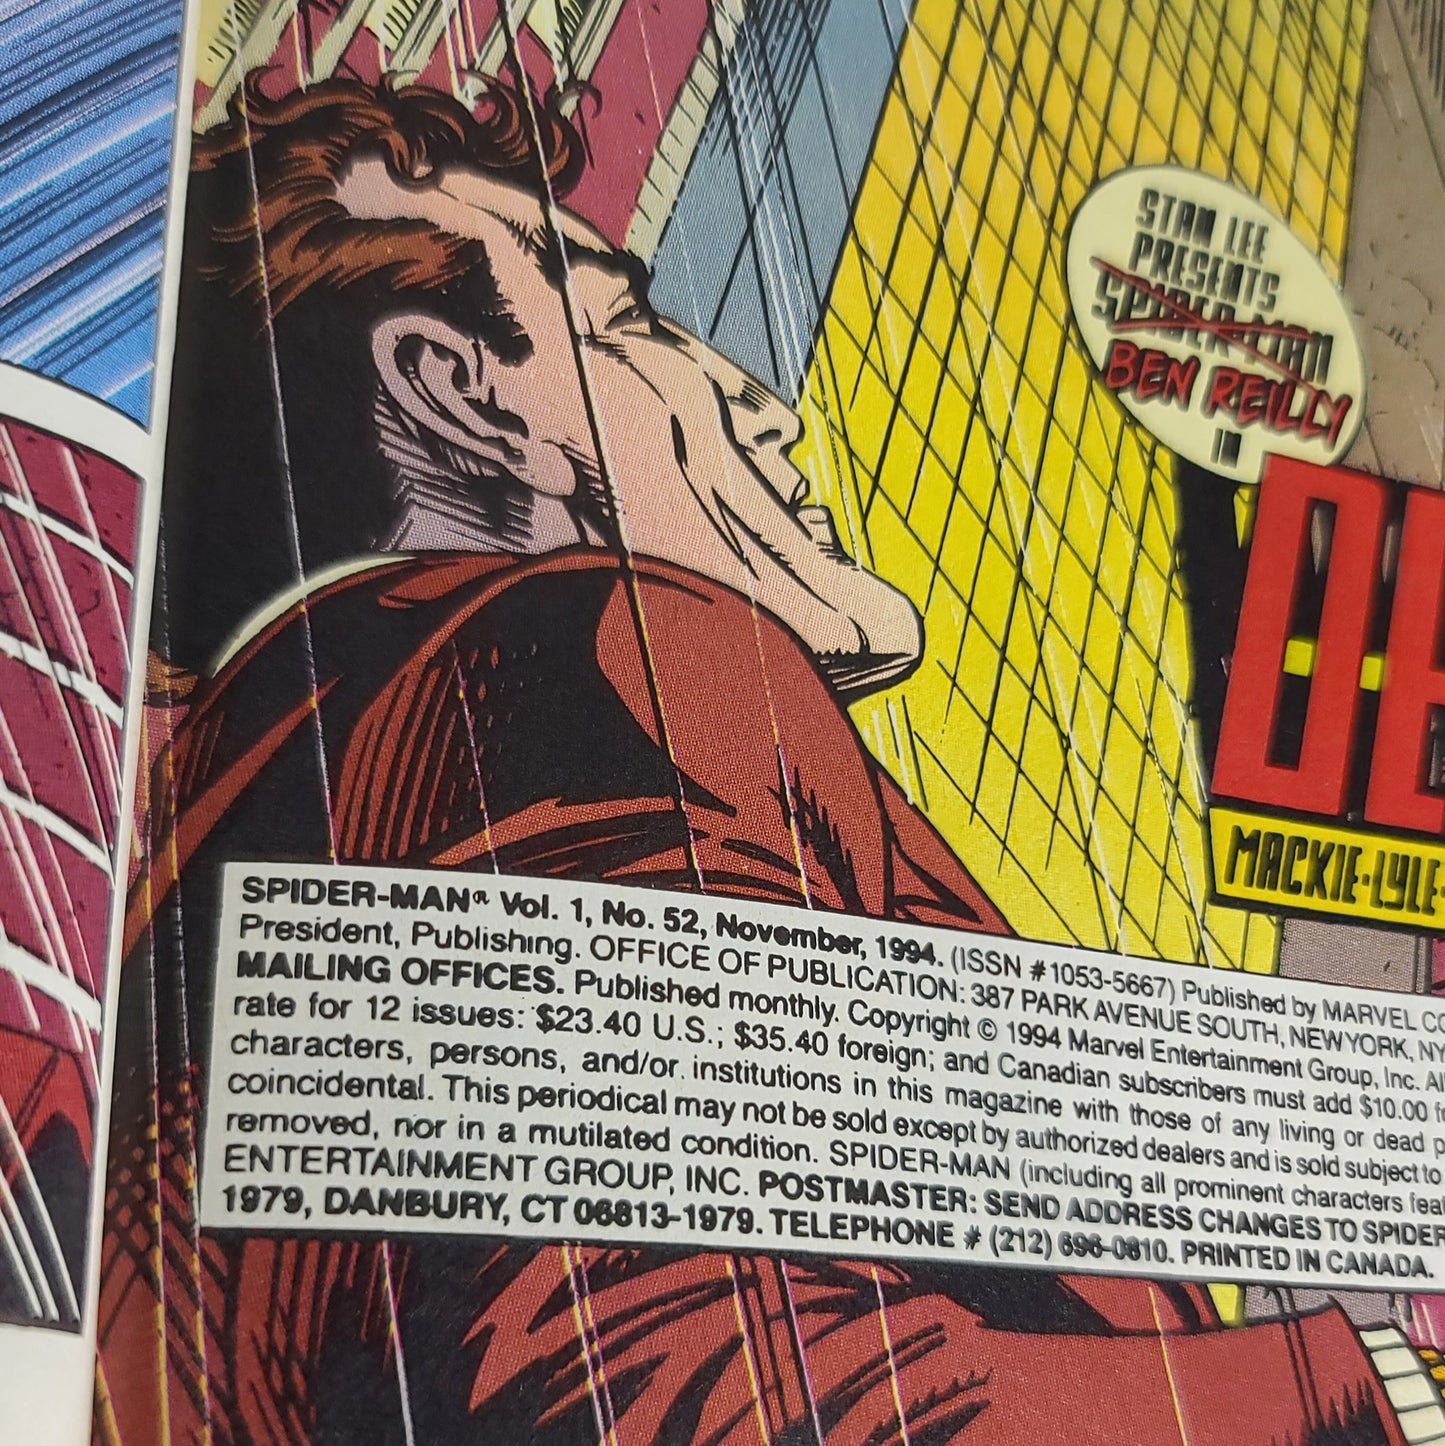 STAN LEE
PRESENTS
SPIDER-MAN
BEN REILLY
IN
MACKIE·LYLE·
SPIDER-MAN® Vol. 1, No. 52, November, 1994. (ISSN #1053-5667) Published by MARVEL CO
President, Publishing. OFFICE OF PUBLICATION: 387 PARK AVENUE SOUTH, NEW YORK, NY
MAILING OFFICES. Published monthly. Copyright © 1994 Marvel Entertainment Group, Inc. Al
rate for 12 issues: $23.40 U.S.; $35.40 foreign; and Canadian subscribers must add $10.00 f
characters, persons, and/or institutions in this magazine with those of any living or dead p
coincidental. This periodical may not be sold except by authorized dealers and is sold subject to
removed, nor in a mutilated condition. SPIDER-MAN (including all prominent characters fea
ENTERTAINMENT GROUP, INC. POSTMASTER: SEND ADDRESS CHANGES TO SPIDER
1979, DANBURY, CT 06813-1979. TELEPHONE # (212) 696-0810. PRINTED IN CANADA.